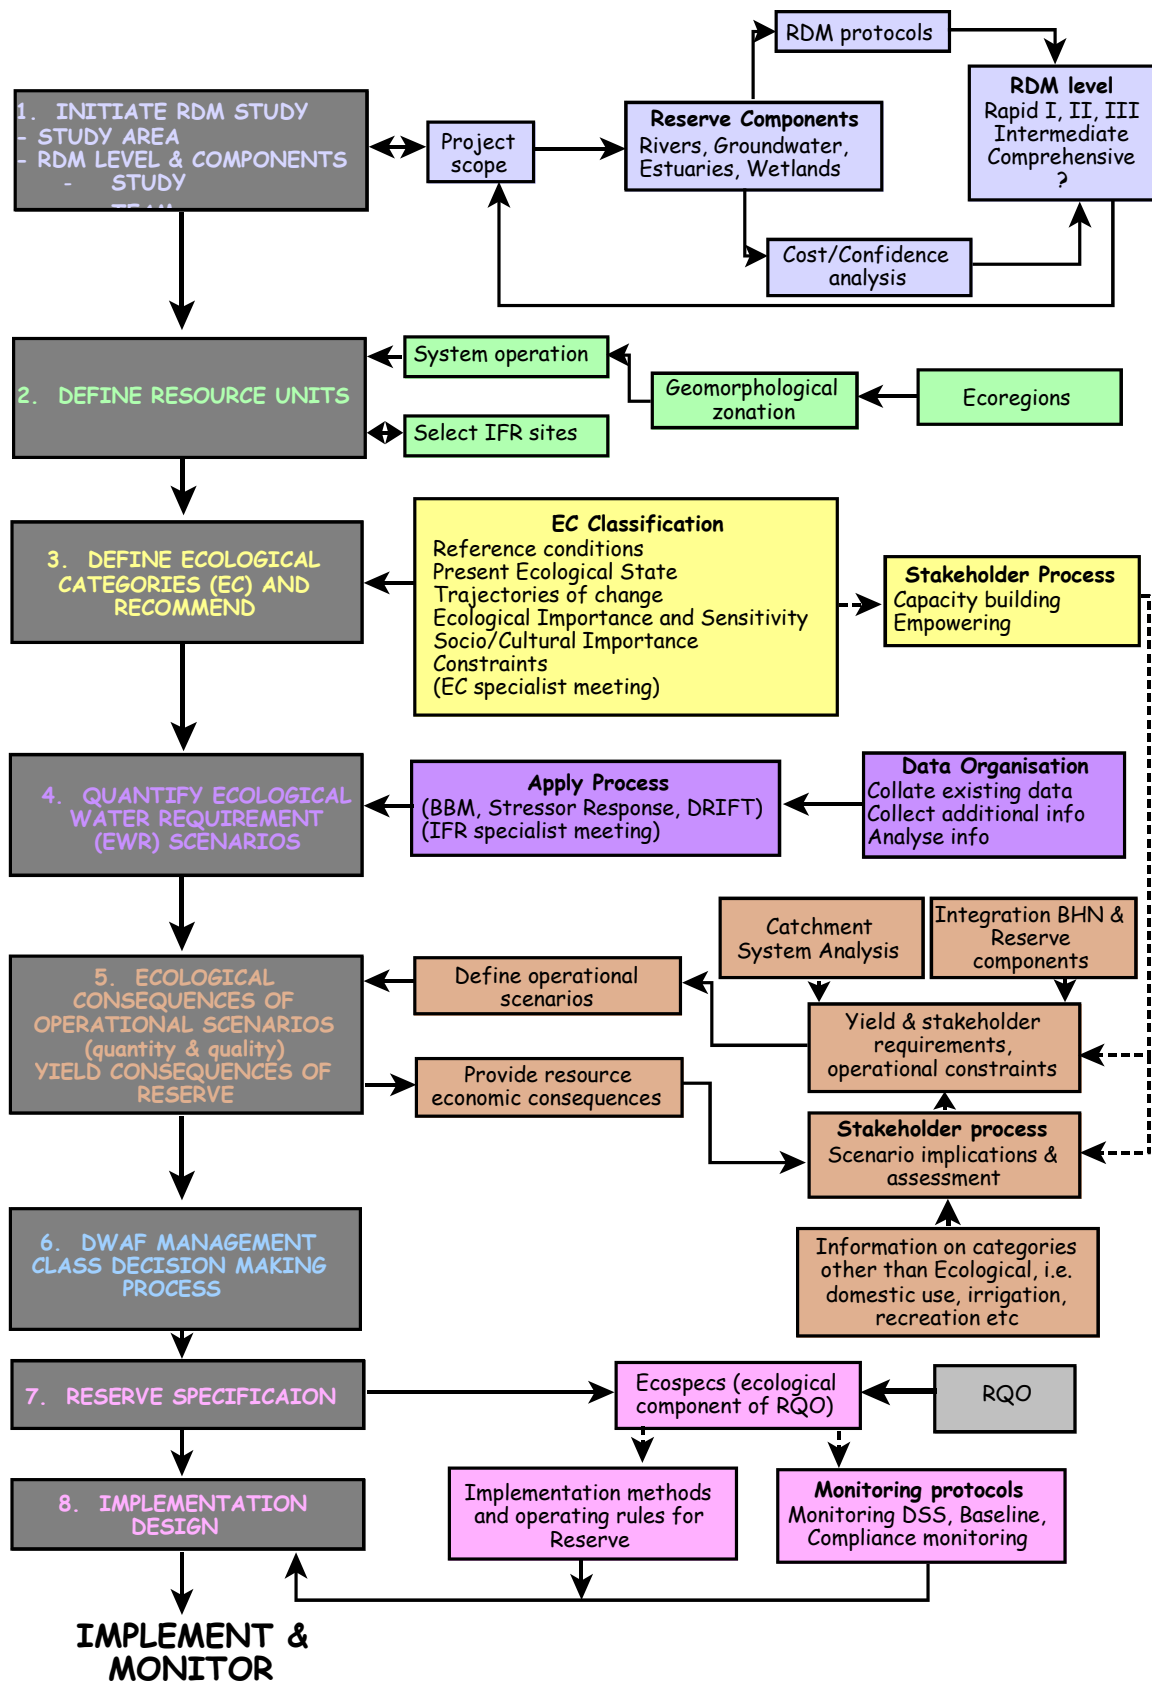 1. INITIATE RDM STUDY
- STUDY AREA
- RDM LEVEL & COMPONENTS
- STUDY
TEAM
Project
scope
Reserve Components
Rivers, Groundwater,
Estuaries, Wetlands
RDM protocols
RDM level
Rapid I, II, III
Intermediate
Comprehensive
?
Cost/Confidence
analysis
2. DEFINE RESOURCE UNITS
System operation
Geomorphological
zonation
Ecoregions
Select IFR sites
3. DEFINE ECOLOGICAL
CATEGORIES (EC) AND
RECOMMEND
EC Classification
Reference conditions
Present Ecological State
Trajectories of change
Ecological Importance and Sensitivity
Socio/Cultural Importance
Constraints
(EC specialist meeting)
Stakeholder Process
Capacity building
Empowering
4. QUANTIFY ECOLOGICAL
WATER REQUIREMENT
(EWR) SCENARIOS
Apply Process
(BBM, Stressor Response, DRIFT)
(IFR specialist meeting)
Data Organisation
Collate existing data
Collect additional info
Analyse info
5. ECOLOGICAL
CONSEQUENCES OF
OPERATIONAL SCENARIOS
(quantity & quality)
YIELD CONSEQUENCES OF
RESERVE
Define operational
scenarios
Provide resource
economic consequences
Catchment
System Analysis
Integration BHN &
Reserve
components
Yield & stakeholder
requirements,
operational constraints
Stakeholder process
Scenario implications &
assessment
Information on categories
other than Ecological, i.e.
domestic use, irrigation,
recreation etc
6. DWAF MANAGEMENT
CLASS DECISION MAKING
PROCESS
7. RESERVE SPECIFICAION
Ecospecs (ecological
component of RQO)
RQO
8. IMPLEMENTATION
DESIGN
Implementation methods
and operating rules for
Reserve
Monitoring protocols
Monitoring DSS, Baseline,
Compliance monitoring
IMPLEMENT &
MONITOR